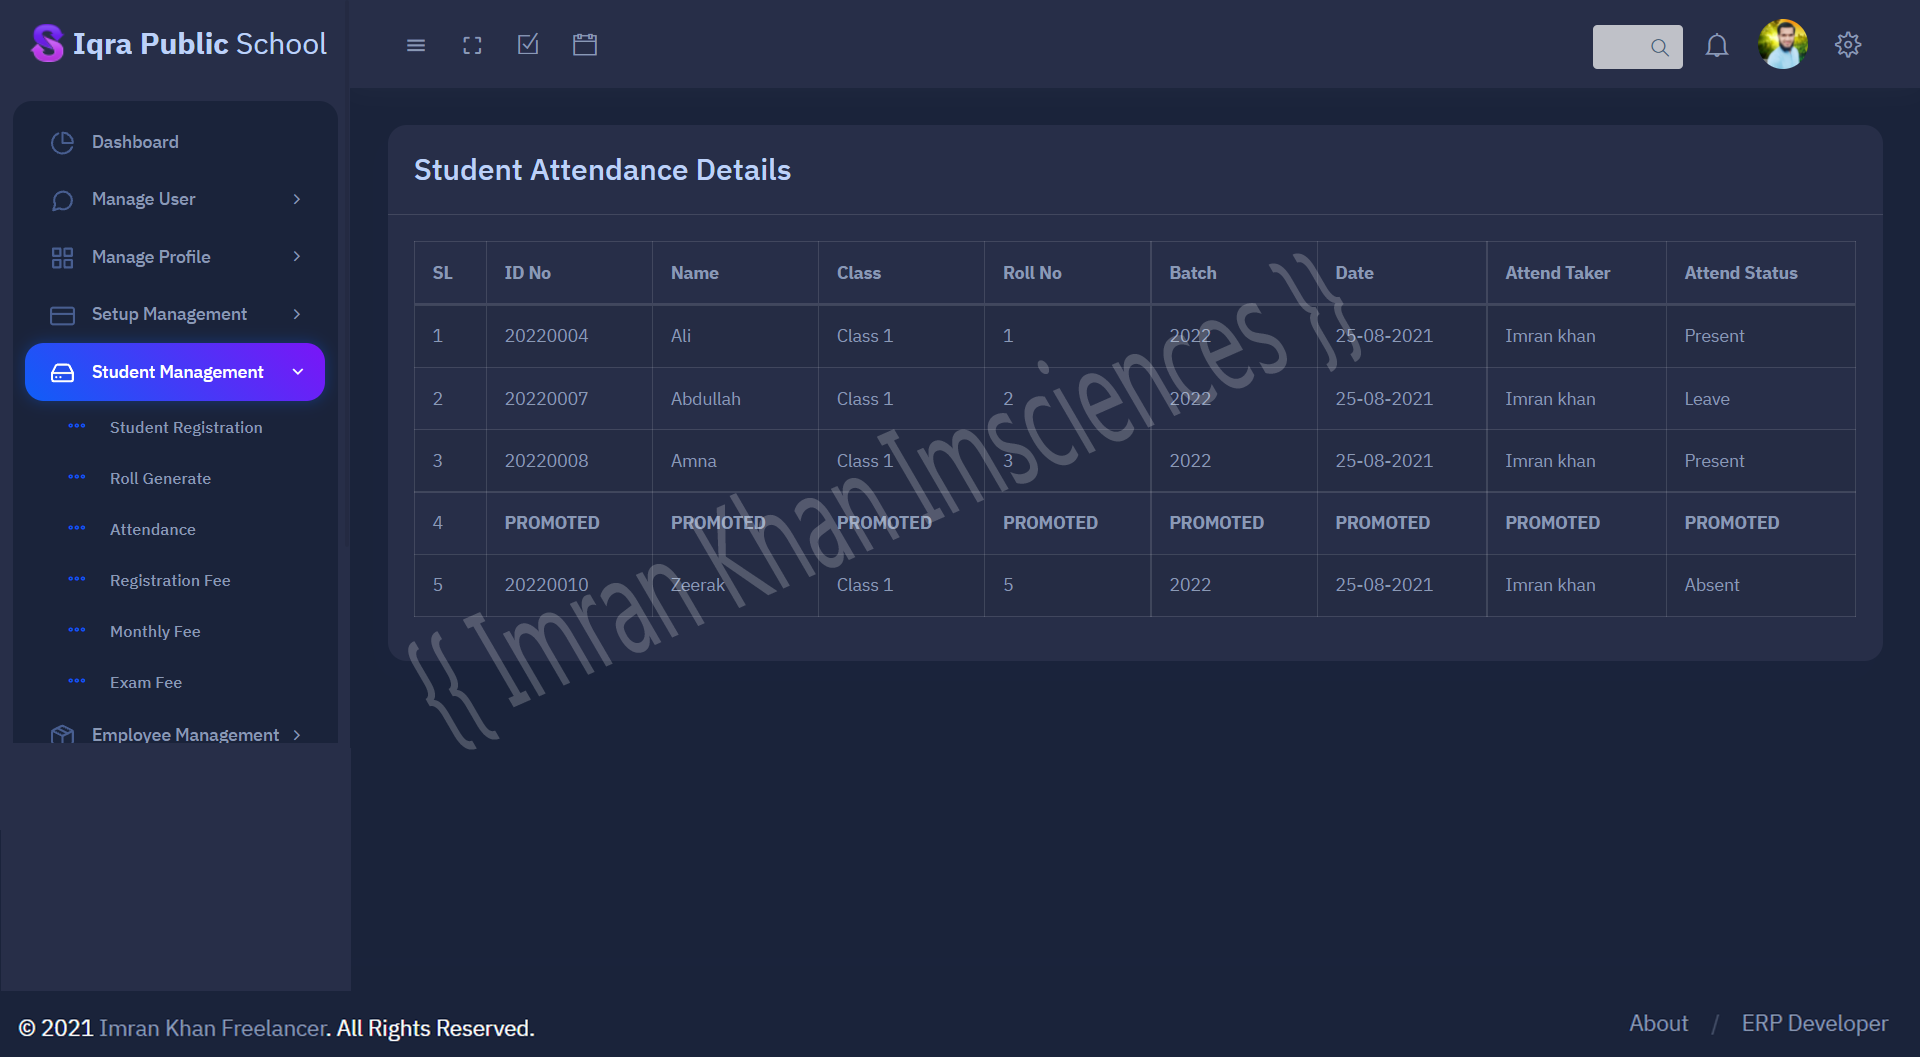 Iqra Public School
Dashboard
Manage User
Manage Profile
Setup Management
Student Management
Student Registration
Roll Generate
Attendance
Registration Fee
Monthly Fee
Exam Fee
Employee Management
Student Attendance Details
SL ID No Name Class Roll No Batch Date Attend Taker Attend Status
1 20220004 Ali Class 1 1 2022 25-08-2021 Imran khan Present
2 20220007 Abdullah Class 1 2 2022 25-08-2021 Imran khan Leave
3 20220008 Amna Class 1 3 2022 25-08-2021 Imran khan Present
4 PROMOTED PROMOTED PROMOTED PROMOTED PROMOTED PROMOTED PROMOTED PROMOTED
5 20220010 Zeerak Class 1 5 2022 25-08-2021 Imran khan Absent
{{ Imran Khan Imsciences }}
© 2021 Imran Khan Freelancer. All Rights Reserved.
About / ERP Developer